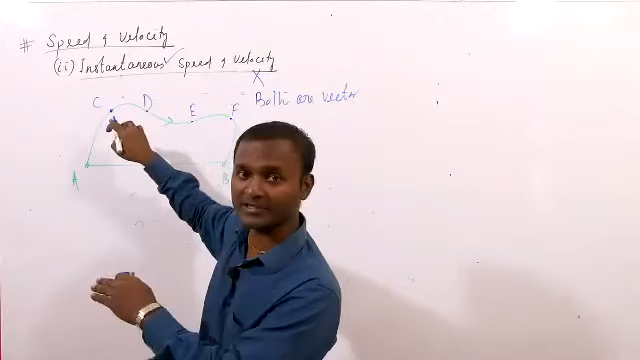 # Speed & Velocity
(ii) Instantaneous Speed & Velocity
X
C D E F Both are vector
A B